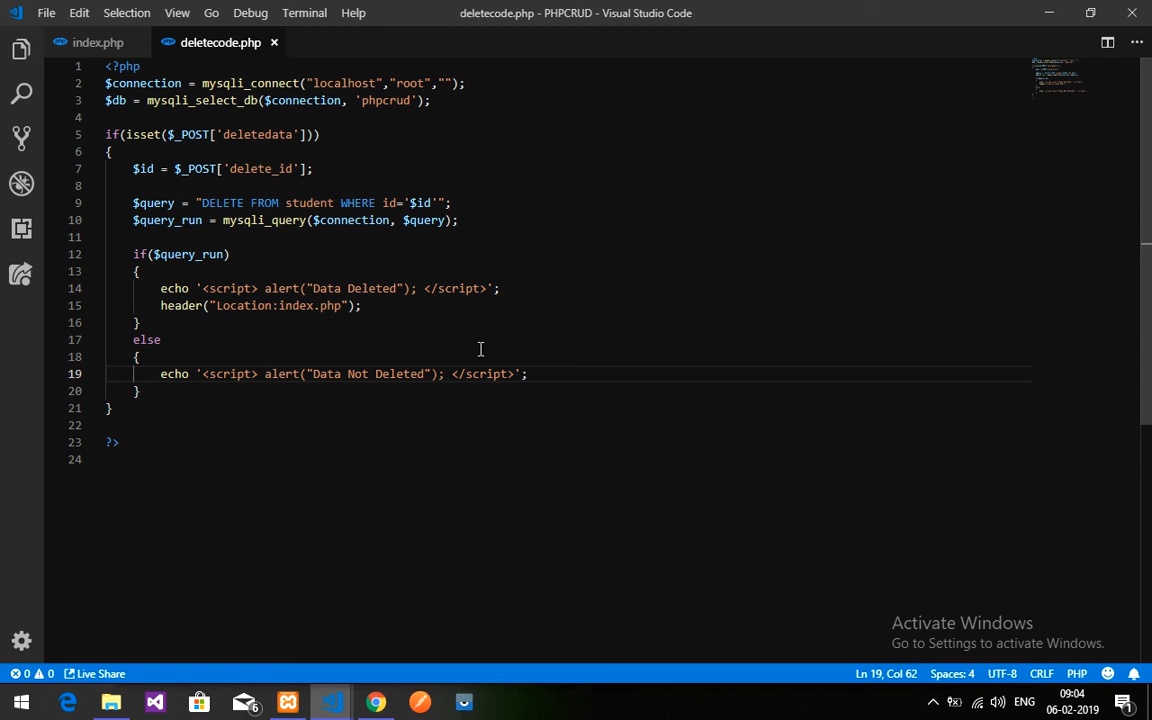 File Edit Selection View Go Debug Terminal Help
deletecode.php - PHPCRUD - Visual Studio Code
index.php
deletecode.php
1 <?php
2 $connection = mysqli_connect("localhost","root","");
3 $db = mysqli_select_db($connection, 'phpcrud');
4
5 if(isset($_POST['deletedata']))
6 {
7 $id = $_POST['delete_id'];
8
9 $query = "DELETE FROM student WHERE id='$id'";
10 $query_run = mysqli_query($connection, $query);
11
12 if($query_run)
13 {
14 echo '<script> alert("Data Deleted"); </script>';
15 header("Location:index.php");
16 }
17 else
18 {
19 echo '<script> alert("Data Not Deleted"); </script>';
20 }
21 }
22
23 ?>
24
Activate Windows
Go to Settings to activate Windows.
0 0 Live Share Ln 19, Col 62 Spaces: 4 UTF-8 CRLF PHP
6 ENG 09:04 1
06-02-2019